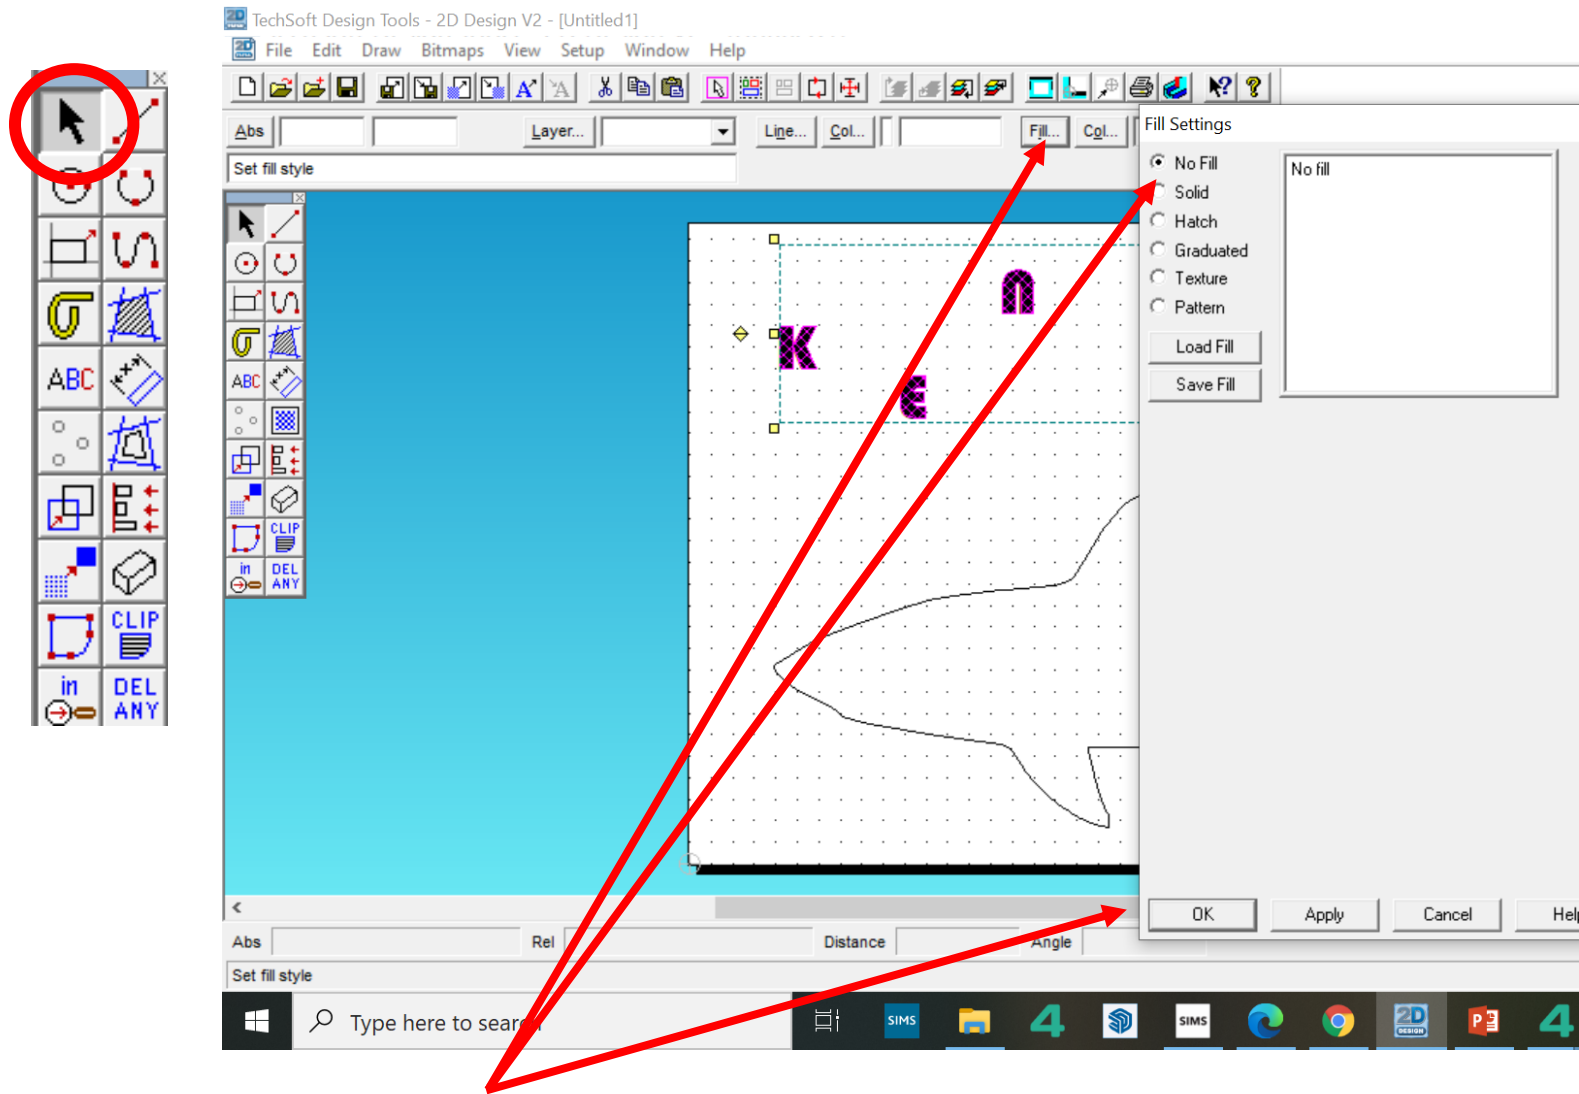 TechSoft Design Tools - 2D Design V2 - [Untitled1]
File Edit Draw Bitmaps View Setup Window Help
Abs Layer... Line... Col... Fill... Col...
Set fill style
ABC
CLIP
in DEL
ANY
ABC
CLIP
in DEL
ANY
K
U
E
Fill Settings
No Fill
Solid
Hatch
Graduated
Texture
Pattern
Load Fill
Save Fill
No fill
OK Apply Cancel
Abs Rel Distance Angle
Set fill style
Type here to search
SIMS 4 SIMS 2D DESIGN P 4